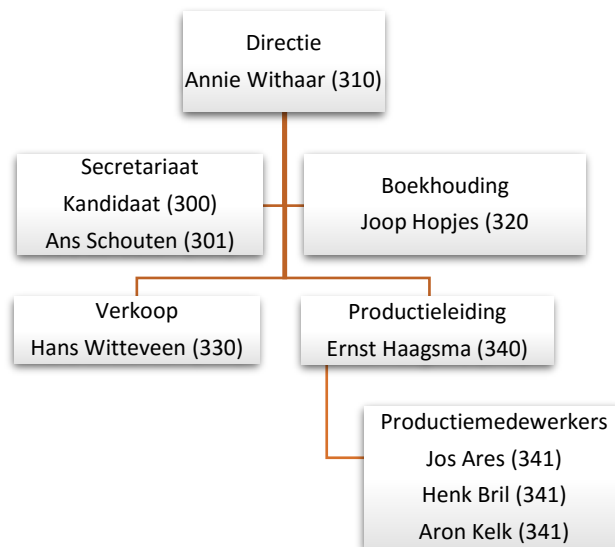 Directie
Annie Withaar (310)
Secretariaat
Kandidaat (300)
Ans Schouten (301)
Boekhouding
Joop Hopjes (320
Verkoop
Hans Witteveen (330)
Productieleiding
Ernst Haagsma (340)
Productiemedewerkers
Jos Ares (341)
Henk Bril (341)
Aron Kelk (341)